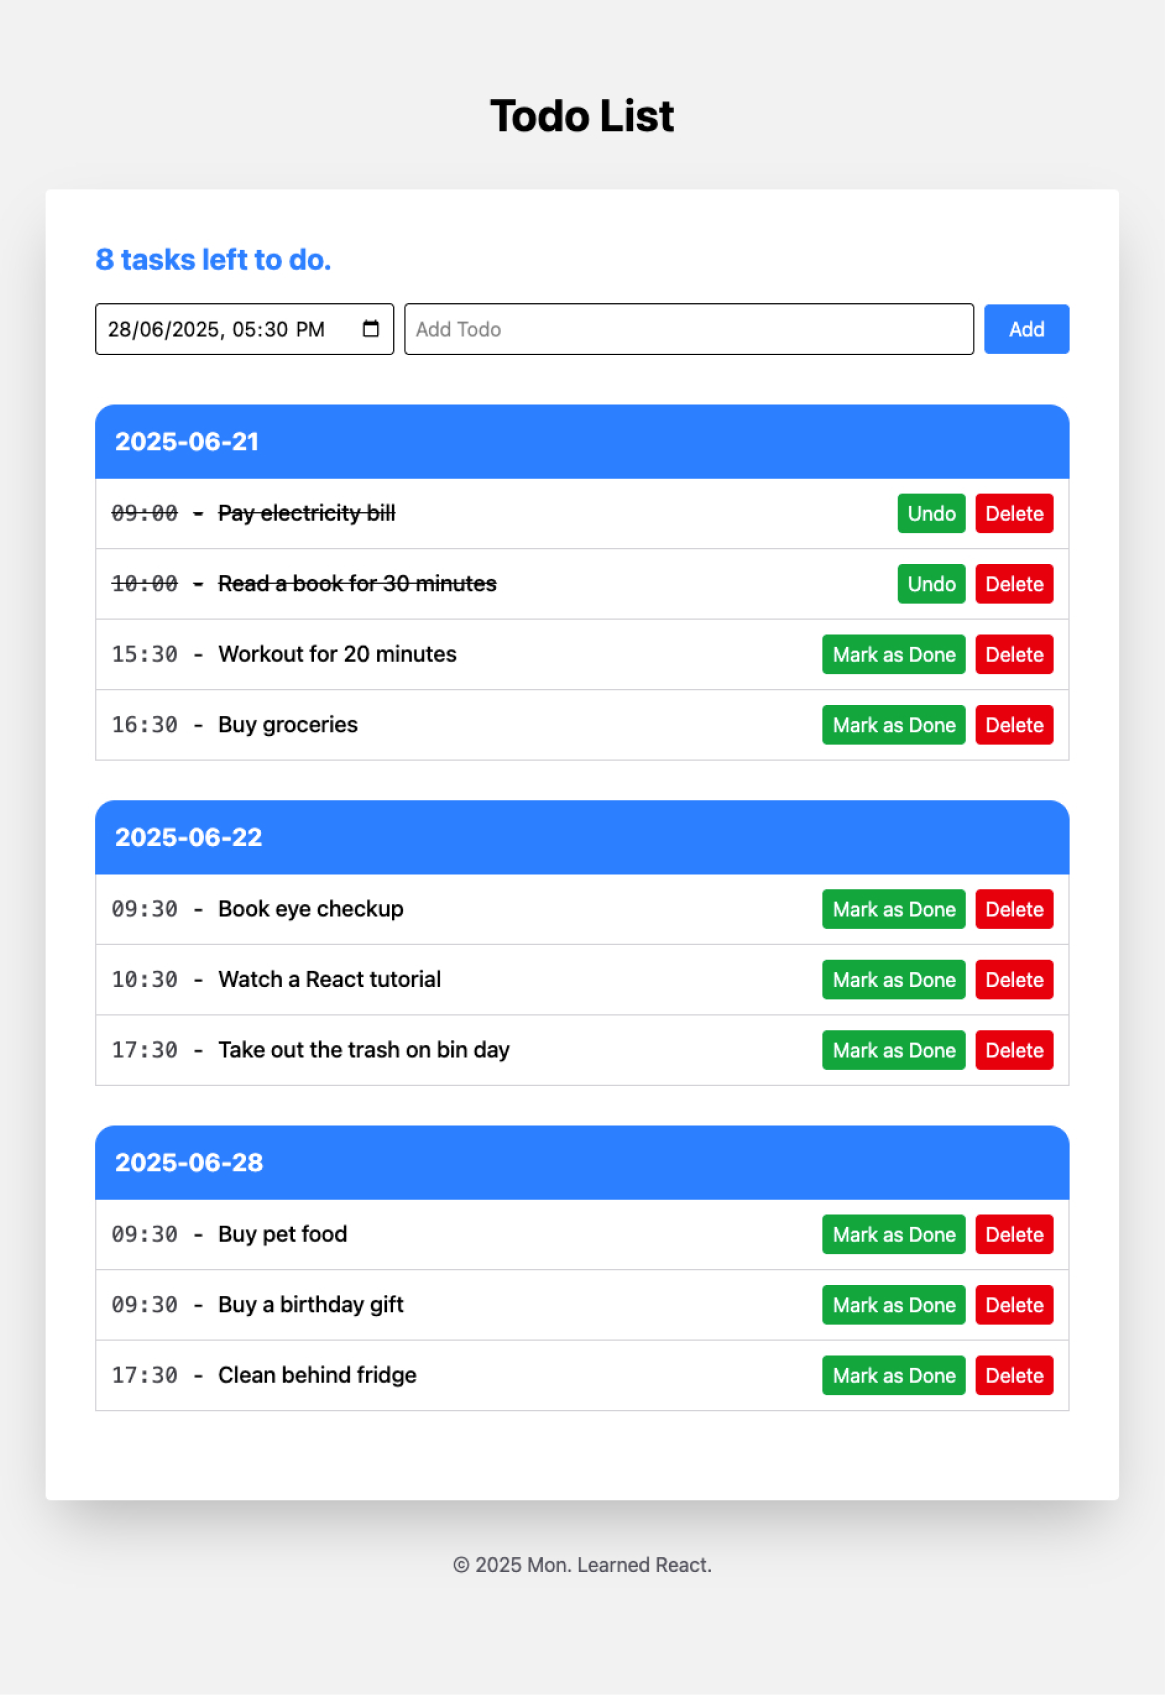 Todo List
8 tasks left to do.
28/06/2025, 05:30 PM Add Todo Add
2025-06-21
09:00 - Pay electricity bill Undo Delete
10:00 - Read a book for 30 minutes Undo Delete
15:30 - Workout for 20 minutes Mark as Done Delete
16:30 - Buy groceries Mark as Done Delete
2025-06-22
09:30 - Book eye checkup Mark as Done Delete
10:30 - Watch a React tutorial Mark as Done Delete
17:30 - Take out the trash on bin day Mark as Done Delete
2025-06-28
09:30 - Buy pet food Mark as Done Delete
09:30 - Buy a birthday gift Mark as Done Delete
17:30 - Clean behind fridge Mark as Done Delete
© 2025 Mon. Learned React.